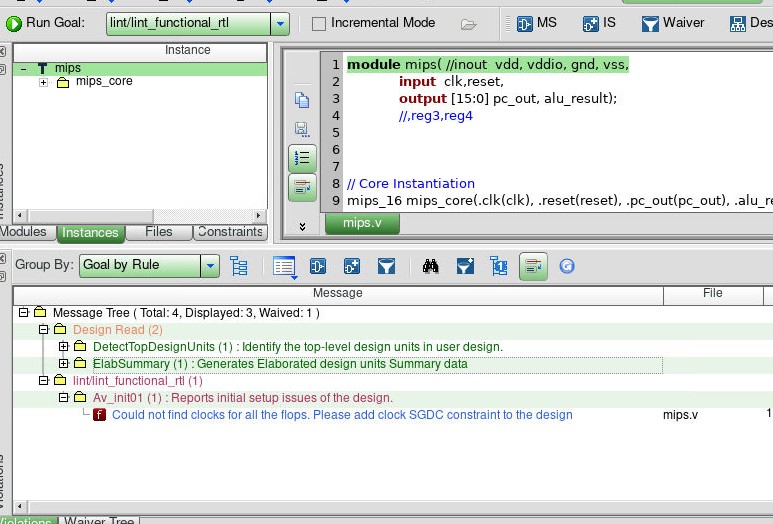 Run Goal: lint/lint_functional_rtl Incremental Mode MS IS Waiver
Instance
mips
mips_core
Modules Instances Files Constraints
1 module mips( //inout vdd, vddio, gnd, vss,
2 input clk,reset,
3 output [15:0] pc_out, alu_result);
4 //,reg3,reg4
5
6
7
8 // Core Instantiation
9 mips_16 mips_core(.clk(clk), .reset(reset), .pc_out(pc_out),
mips.v
Group By: Goal by Rule
Message File
Message Tree ( Total: 4, Displayed: 3, Waived: 1 )
Design Read (2)
DetectTopDesignUnits (1) : Identify the top-level design units in user design.
ElabSummary (1) : Generates Elaborated design units Summary data
lint/lint_functional_rtl (1)
Av_init01 (1) : Reports initial setup issues of the design.
f Could not find clocks for all the flops. Please add clock SGDC constraint to the design mips.v 1
Violations Waiver Tree